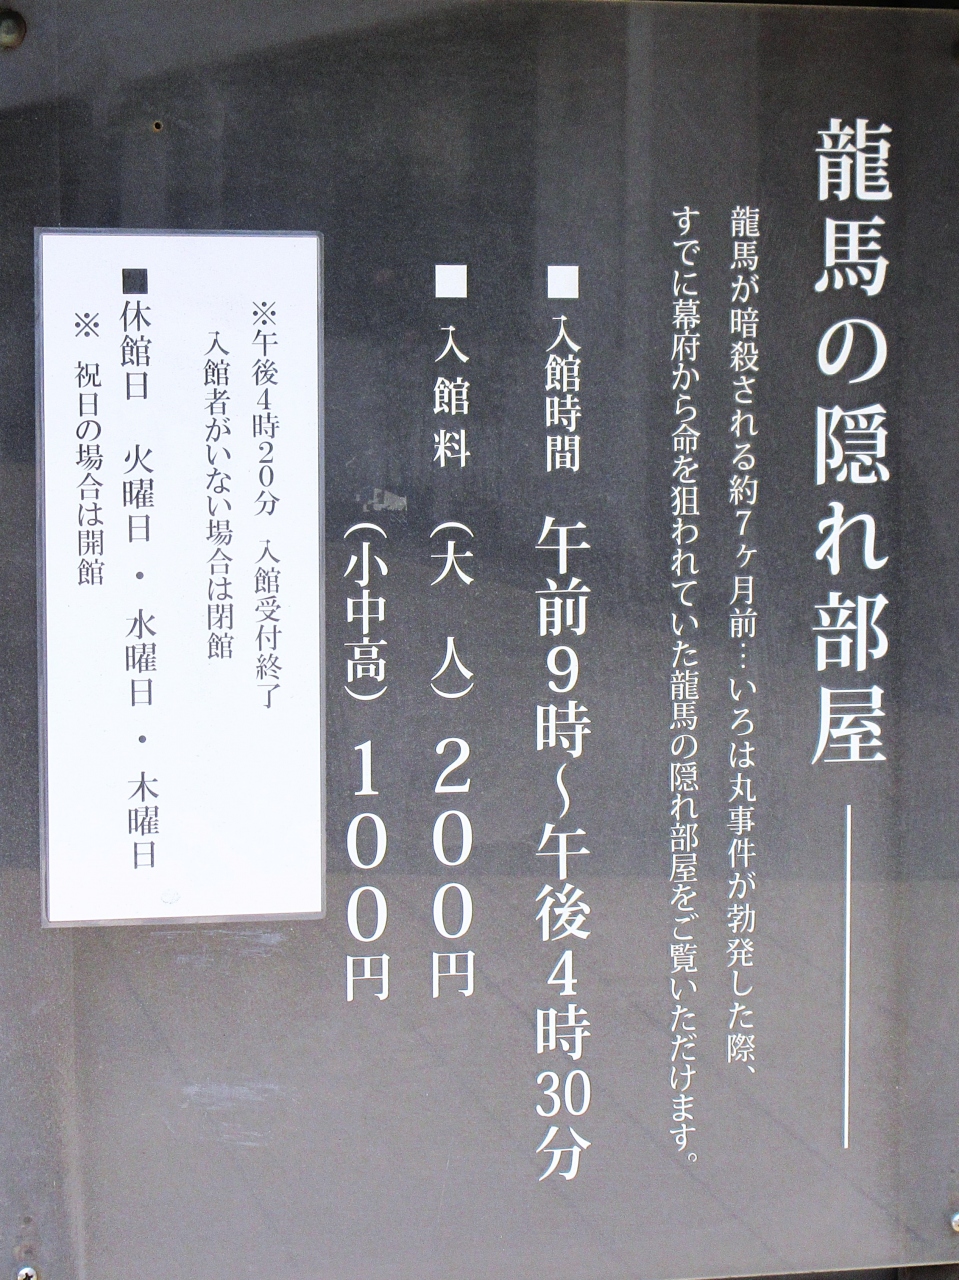 龍馬の隠れ部屋
龍馬が暗殺される約7ヶ月前…いろは丸事件が勃発した際、
すでに幕府から命を狙われていた龍馬の隠れ部屋をご覧いただけます。
■入館時間 午前9時～午後4時30分
■入館料 (大 人) 200円
(小中高) 100円
※午後4時20分 入館受付終了
入館者がいない場合は閉館
■休館日 火曜日・水曜日・木曜日
※ 祝日の場合は開館